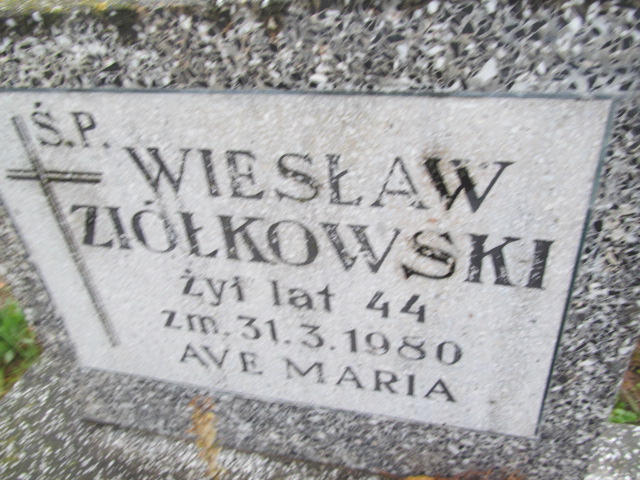 Ś.P.
WIESŁAW
ZIÓŁKOWSKI
żył lat 44
zm. 31.3.1980
AVE MARIA